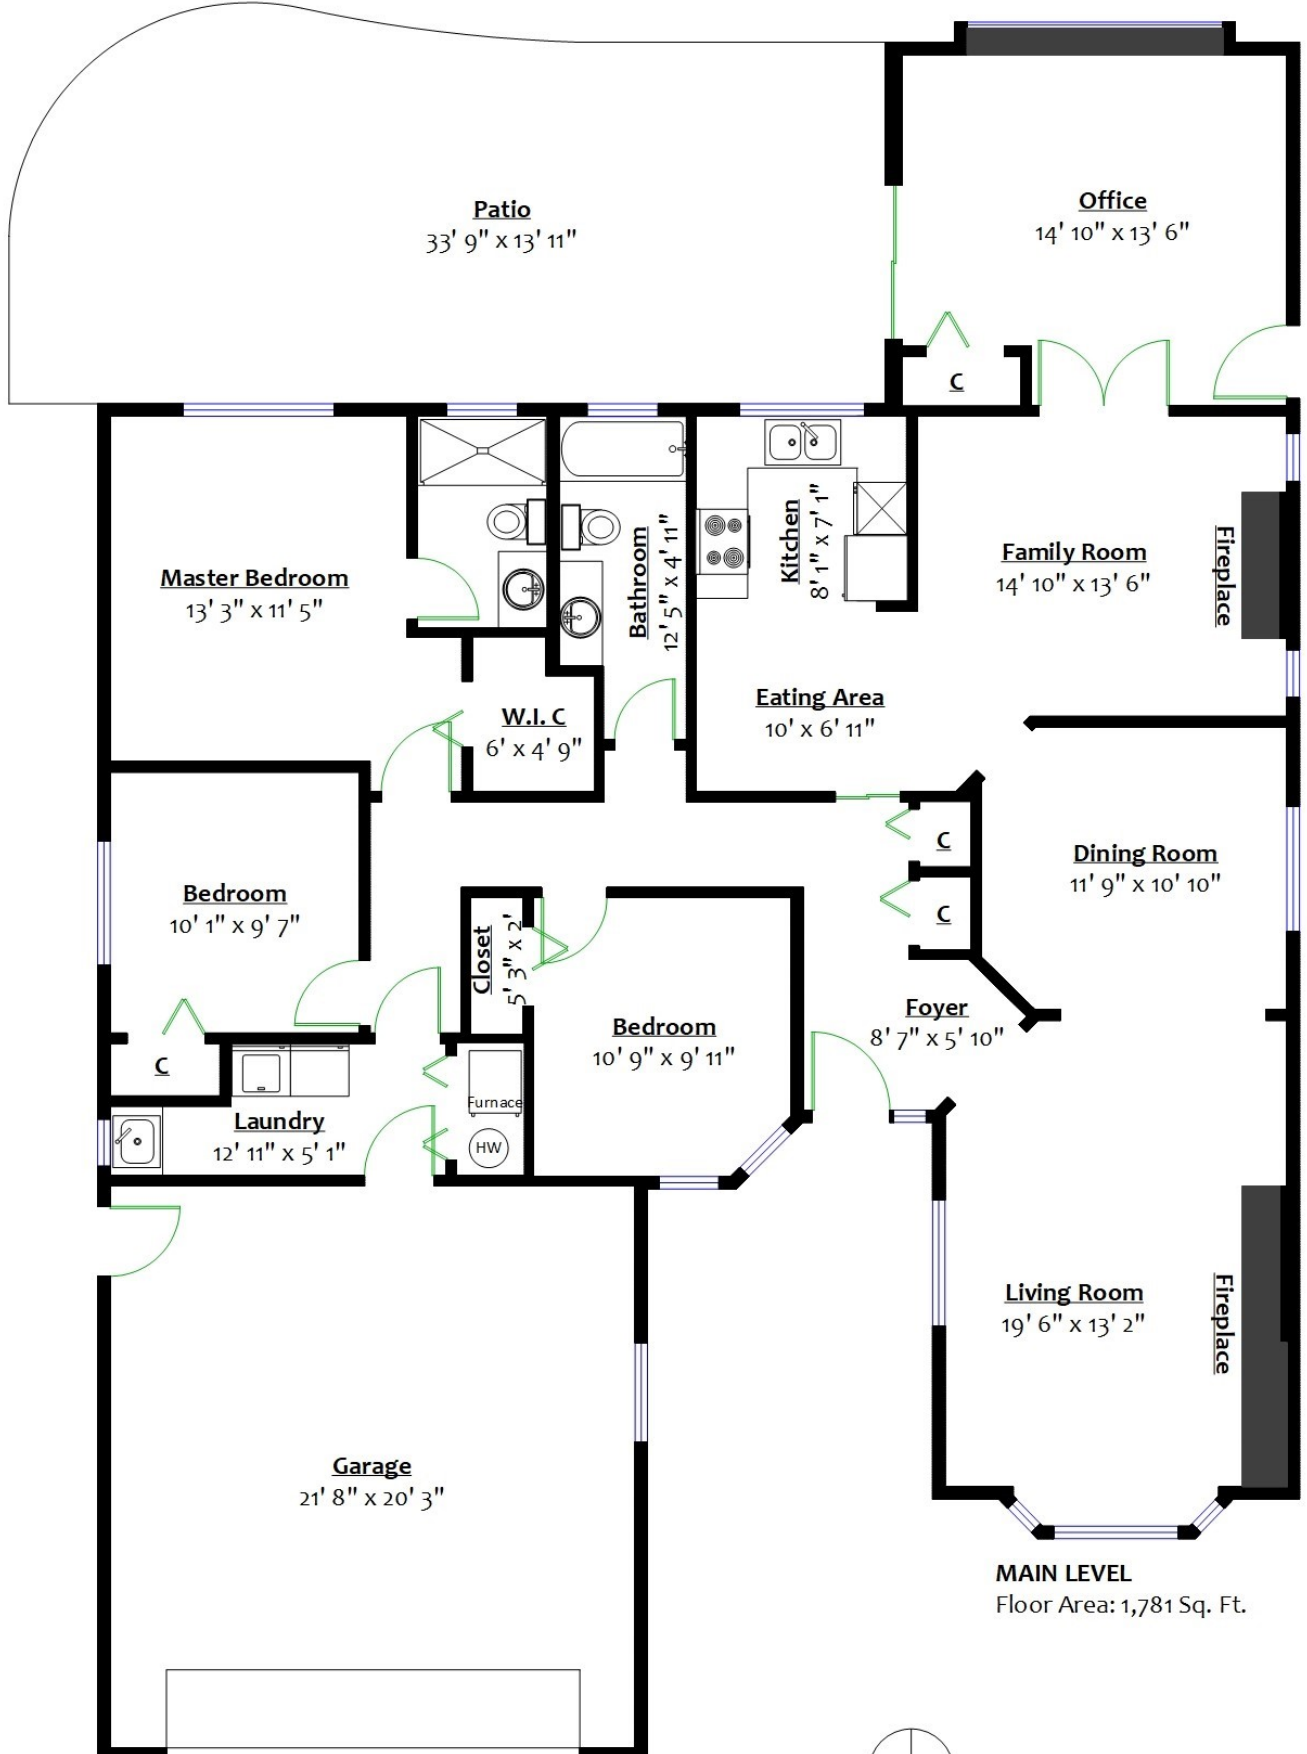 Patio
33' 9" x 13' 11"
Office
14' 10" x 13' 6"
C
Master Bedroom
13' 3" x 11' 5"
Bathroom
12' 5" x 4' 11"
Kitchen
8' 1" x 7' 1"
Family Room
14' 10" x 13' 6"
Fireplace
W.I. C
6' x 4' 9"
Eating Area
10' x 6' 11"
C
C
Dining Room
11' 9" x 10' 10"
Bedroom
10' 1" x 9' 7"
Closet
5' 3" x 2'
Bedroom
10' 9" x 9' 11"
Foyer
8' 7" x 5' 10"
C
Laundry
12' 11" x 5' 1"
Furnace
HW
Living Room
19' 6" x 13' 2"
Fireplace
Garage
21' 8" x 20' 3"
MAIN LEVEL
Floor Area: 1,781 Sq. Ft.